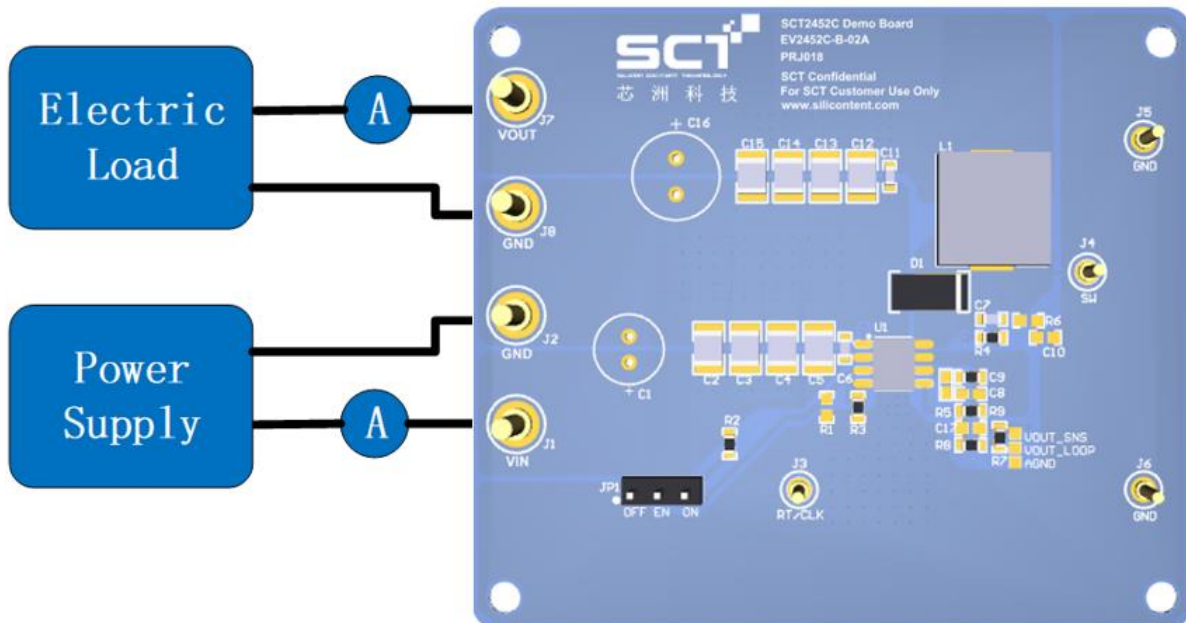 Electric
Load
A
Power
Supply
A
SCT
SILICON CONTENT TECHNOLOGY
芯洲科技
SCT2452C Demo Board
EV2452C-B-02A
PRJ018
SCT Confidential
For SCT Customer Use Only
www.silicontent.com
J7
VOUT
J8
GND
J2
GND
J1
VIN
+ C16
C15
C14
C13
C12
C11
L1
J5
GND
J4
SW
D1
C7
R4
R6
C10
U1
+ C1
C2
C3
C4
C5
C6
C9
C8
R5
R9
C17
R8
R7
VOUT_SNS
VOUT_LOOP
AGND
R1
R3
R2
JP1
OFF EN ON
J3
RT/CLK
J6
GND